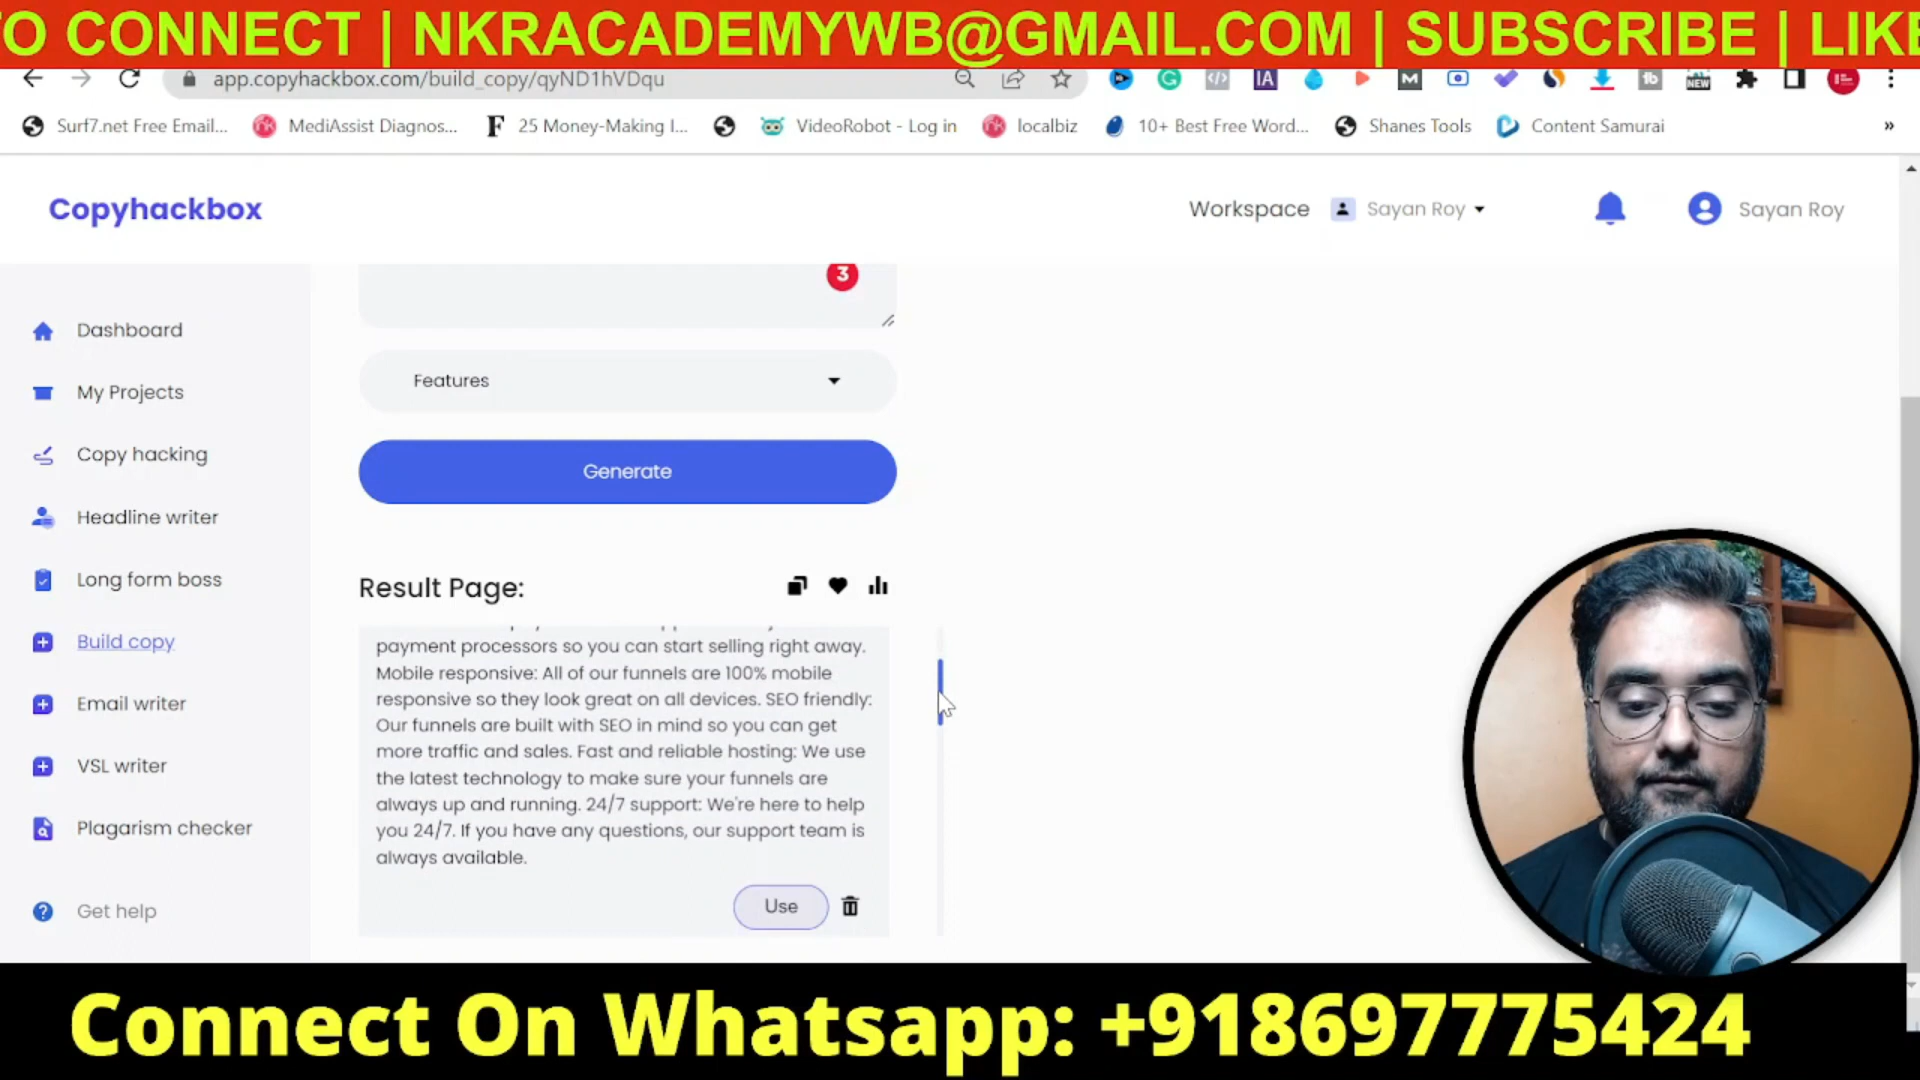 O CONNECT | NKRACADEMYWB@GMAIL.COM | SUBSCRIBE | LIKE
app.copyhackbox.com/build_copy/qyND1hVDqu
Surf7.net Free Email... MediAssist Diagnos... 25 Money-Making I... VideoRobot - Log in localbiz 10+ Best Free Word... Shanes Tools Content Samurai »
Copyhackbox
Workspace Sayan Roy
Sayan Roy
3
Dashboard
My Projects
Copy hacking
Headline writer
Long form boss
Build copy
Email writer
VSL writer
Plagarism checker
Get help
Features
Generate
Result Page:
payment processors so you can start selling right away.
Mobile responsive: All of our funnels are 100% mobile
responsive so they look great on all devices. SEO friendly:
Our funnels are built with SEO in mind so you can get
more traffic and sales. Fast and reliable hosting: We use
the latest technology to make sure your funnels are
always up and running. 24/7 support: We're here to help
you 24/7. If you have any questions, our support team is
always available.
Use
Connect On Whatsapp: +918697775424